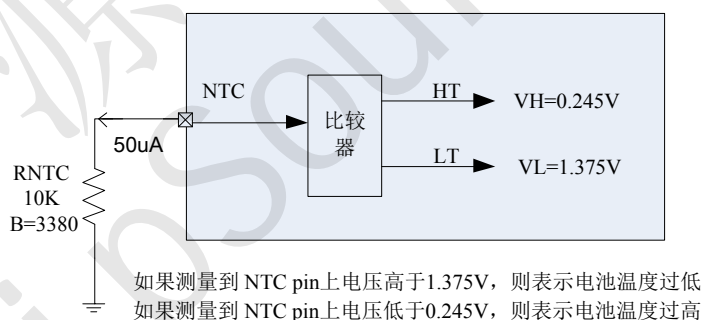 NTC
HT
VH=0.245V
比较
器
50uA
LT
VL=1.375V
RNTC
10K
B=3380
如果测量到 NTC pin上电压高于1.375V，则表示电池温度过低
如果测量到 NTC pin上电压低于0.245V，则表示电池温度过高